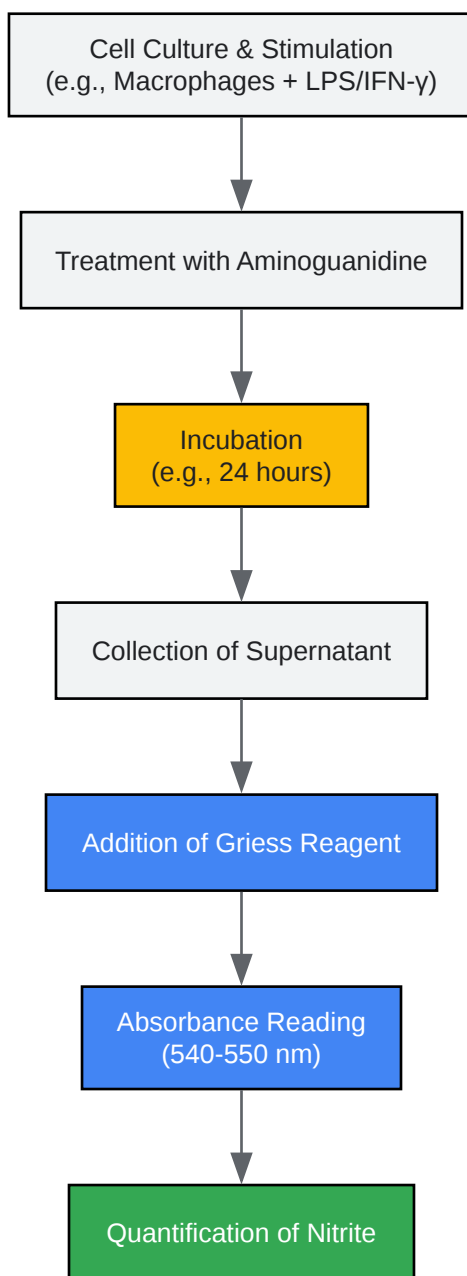 Cell Culture & Stimulation
(e.g., Macrophages + LPS/IFN-γ)
Treatment with Aminoguanidine
Incubation
(e.g., 24 hours)
Collection of Supernatant
Addition of Griess Reagent
Absorbance Reading
(540-550 nm)
Quantification of Nitrite